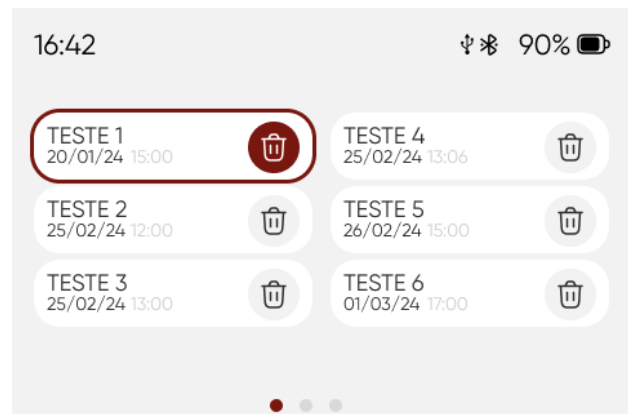 16:42 90%
TESTE 1
20/01/24 15:00
TESTE 2
25/02/24 12:00
TESTE 3
25/02/24 13:00
TESTE 4
25/02/24 13:06
TESTE 5
26/02/24 15:00
TESTE 6
01/03/24 17:00